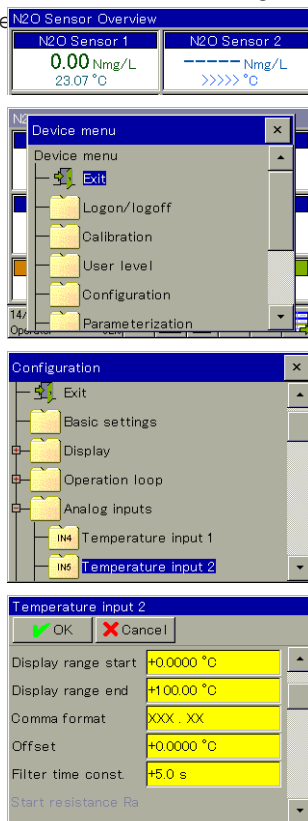 e
N2O Sensor Overview
N2O Sensor 1 N2O Sensor 2
0.00 Nmg/L ----- Nmg/L
23.07 °C >>>>> °C
N2
Device menu
Device menu
Exit
Logon/logoff
Calibration
User level
Configuration
Parameterization
14/
Configuration
Exit
Basic settings
Display
Operation loop
Analog inputs
IN4 Temperature input 1
IN5 Temperature input 2
Temperature input 2
OK Cancel
Display range start +0.0000 °C
Display range end +100.00 °C
Comma format XXX . XX
Offset +0.0000 °C
Filter time const. +5.0 s
Start resistance Ra